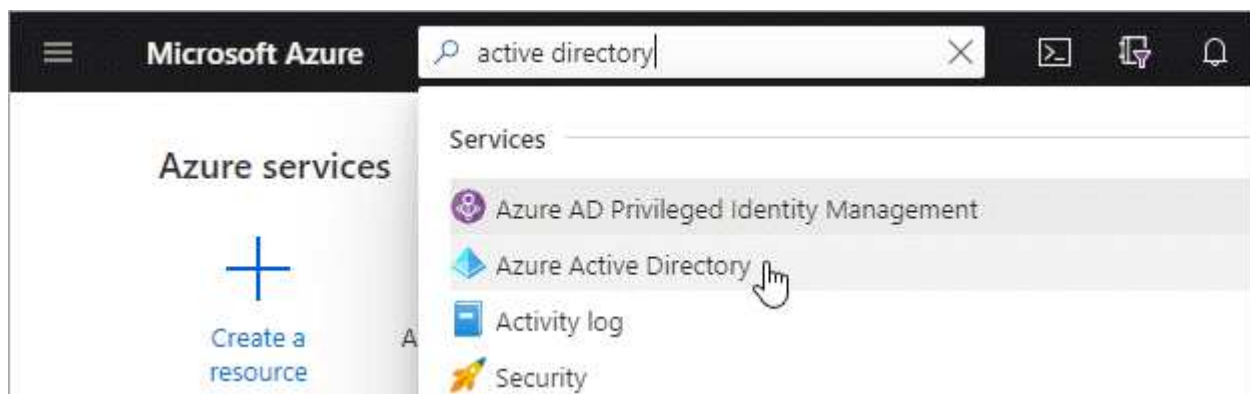 Microsoft Azure
active directory
Azure services
Services
Azure AD Privileged Identity Management
Azure Active Directory
Activity log
Security
Create a
resource
A